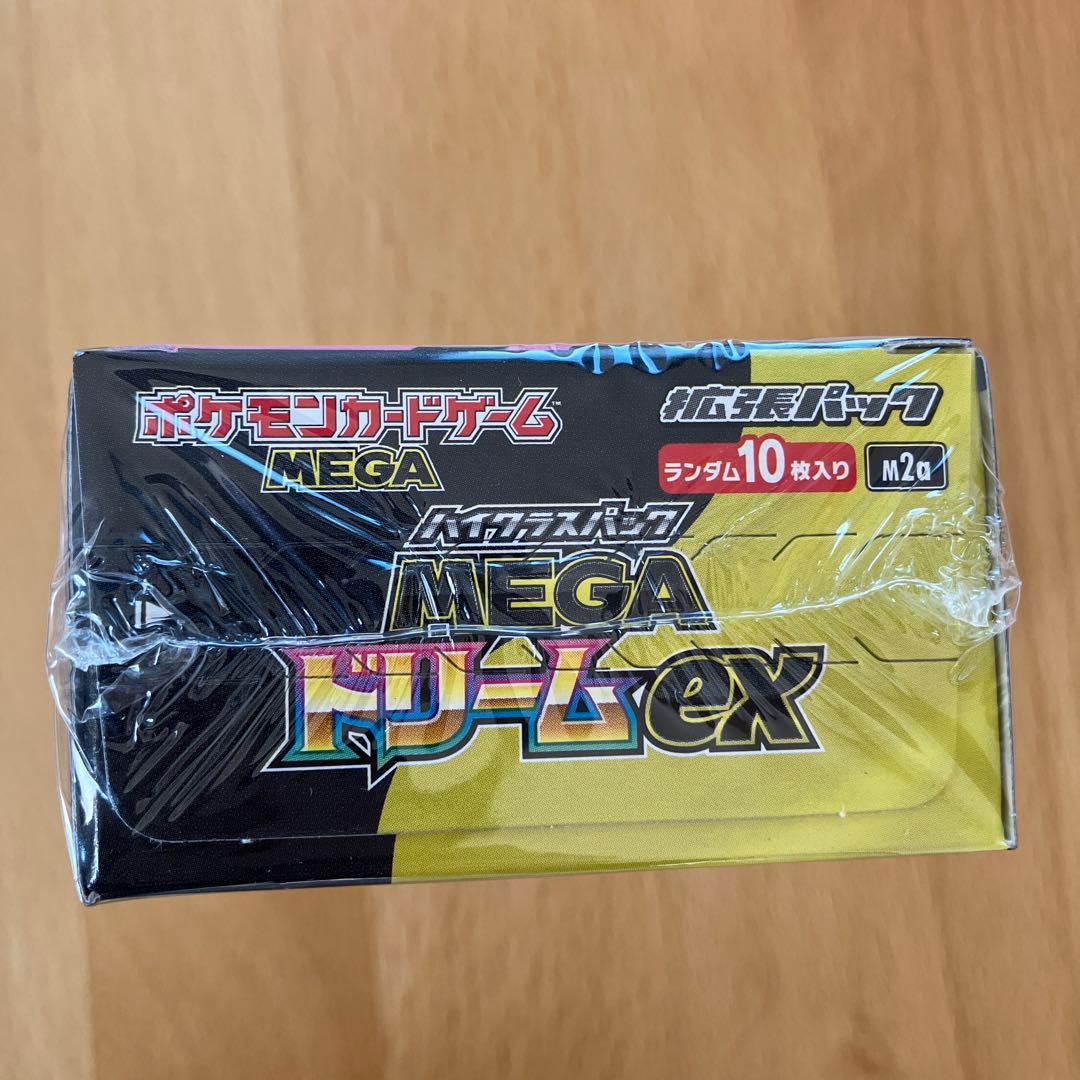 ポケモンカードゲーム™
MEGA
拡張パック
ランダム10枚入り
M2a
ハイクラスパック
MEGA
ドリームex